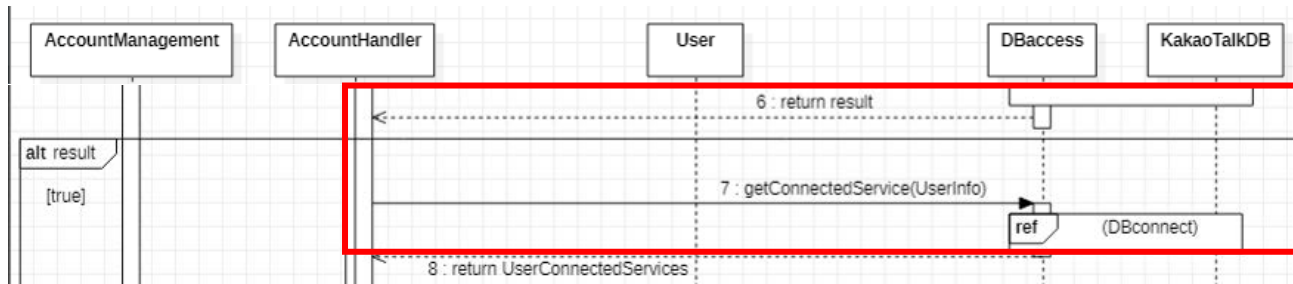 AccountManagement
AccountHandler
User
DBaccess
KakaoTalkDB
6 : return result
alt result
[true]
7 : getConnectedService(UserInfo)
ref (DBconnect)
8 : return UserConnectedServices